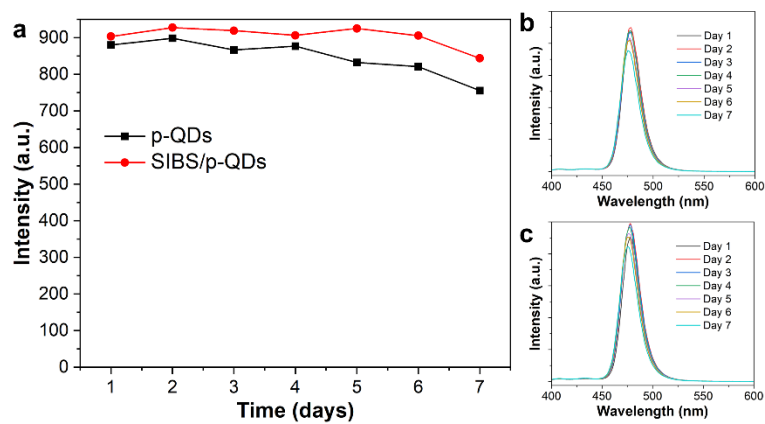 a
900
800
700
600
500
400
300
200
100
0
Intensity (a.u.)
p-QDs
SIBS/p-QDs
1 2 3 4 5 6 7
Time (days)
b
Intensity (a.u.)
Day 1
Day 2
Day 3
Day 4
Day 5
Day 6
Day 7
400 450 500 550 600
Wavelength (nm)
c
Intensity (a.u.)
Day 1
Day 2
Day 3
Day 4
Day 5
Day 6
Day 7
400 450 500 550 600
Wavelength (nm)